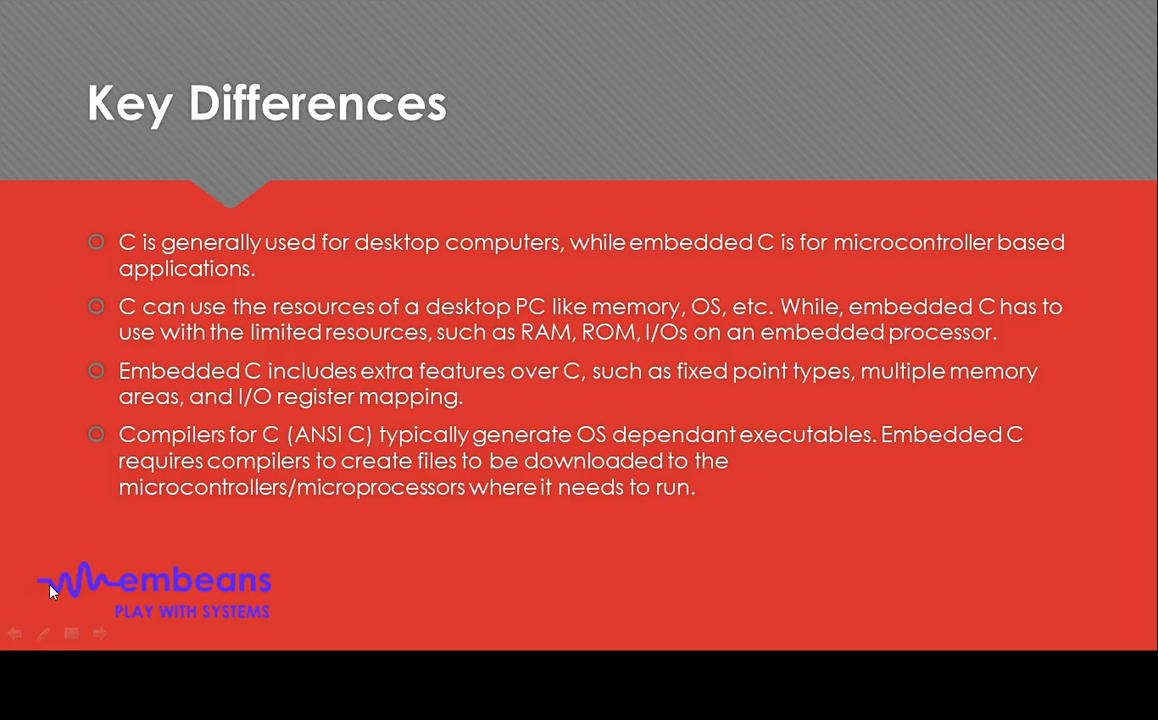 Key Differences
C is generally used for desktop computers, while embedded C is for microcontroller based
applications.
C can use the resources of a desktop PC like memory, OS, etc. While, embedded C has to
use with the limited resources, such as RAM, ROM, I/Os on an embedded processor.
Embedded C includes extra features over C, such as fixed point types, multiple memory
areas, and I/O register mapping.
Compilers for C (ANSI C) typically generate OS dependant executables. Embedded C
requires compilers to create files to be downloaded to the
microcontrollers/microprocessors where it needs to run.
embeans
PLAY WITH SYSTEMS